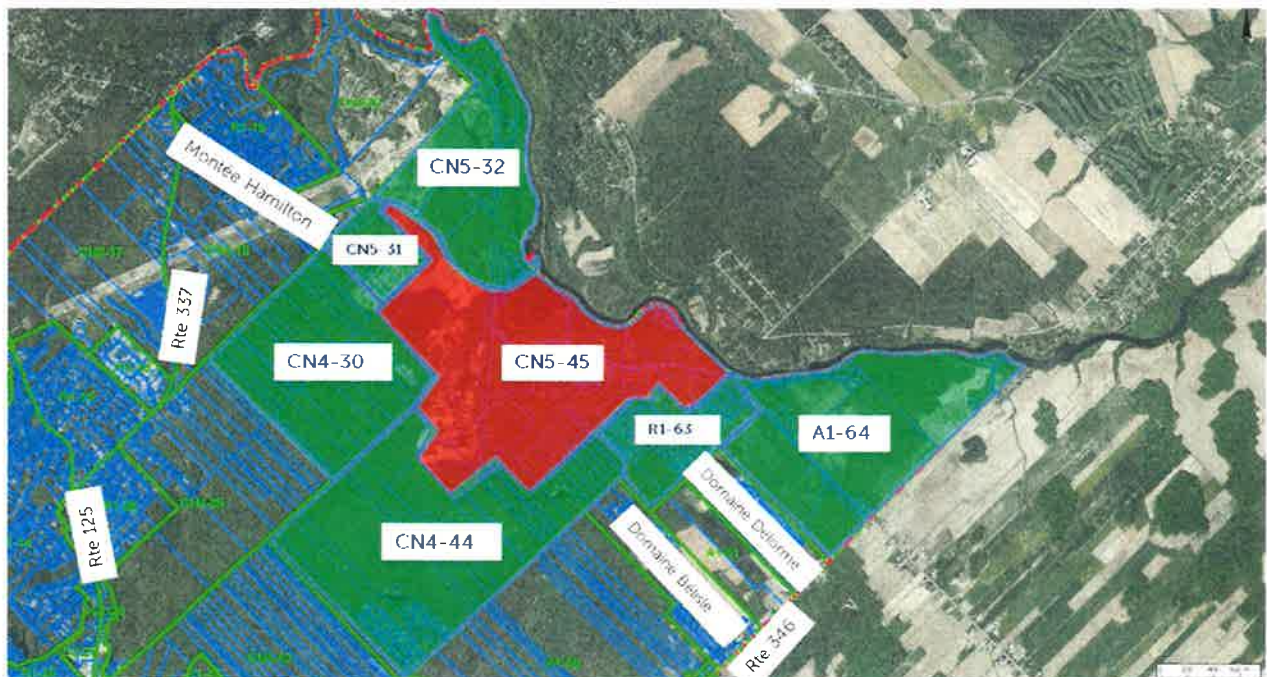 CN5-32
Montée Hamilton
CN5-31
Rte 337
CN4-30
CN5-45
R1-63
A1-64
Domaine Delorme
Rte 125
CN4-44
Domaine Bélisle
Rte 346